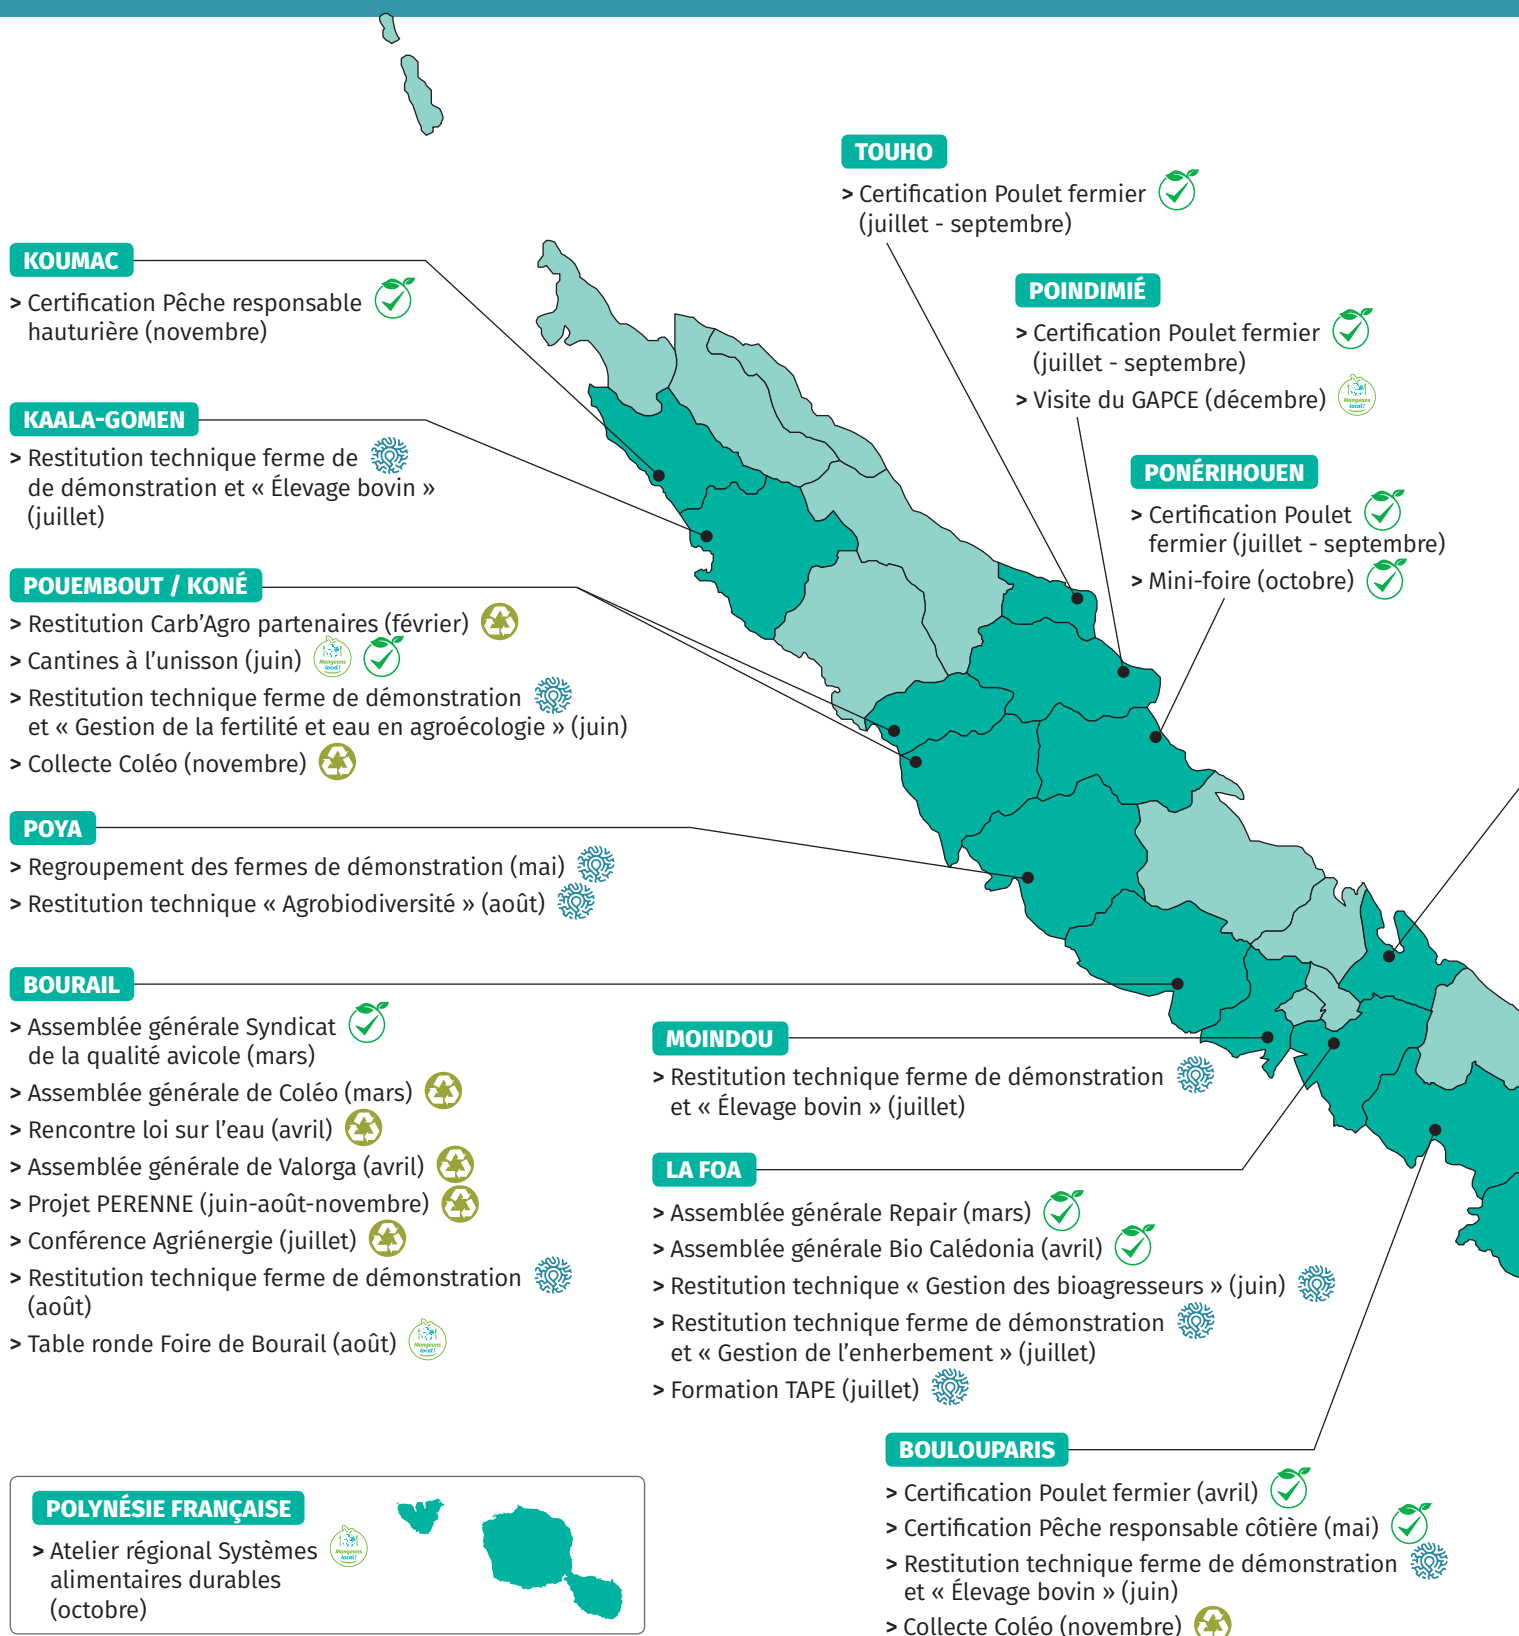 TOUHO
> Certification Poulet fermier
(juillet - septembre)
KOUMAC
> Certification Pêche responsable
hauturière (novembre)
POINDIMIÉ
> Certification Poulet fermier
(juillet - septembre)
> Visite du GAPCE (décembre)
Mangeons
local !
KAALA-GOMEN
> Restitution technique ferme de
de démonstration et « Élevage bovin »
(juillet)
PONÉRIHOUEN
> Certification Poulet
fermier (juillet - septembre)
> Mini-foire (octobre)
POUEMBOUT / KONÉ
> Restitution Carb’Agro partenaires (février)
> Cantines à l’unisson (juin)
Mangeons
local !
> Restitution technique ferme de démonstration
et « Gestion de la fertilité et eau en agroécologie » (juin)
> Collecte Coléo (novembre)
POYA
> Regroupement des fermes de démonstration (mai)
> Restitution technique « Agrobiodiversité » (août)
BOURAIL
> Assemblée générale Syndicat
de la qualité avicole (mars)
> Assemblée générale de Coléo (mars)
> Rencontre loi sur l’eau (avril)
> Assemblée générale de Valorga (avril)
> Projet PERENNE (juin-août-novembre)
> Conférence Agriénergie (juillet)
> Restitution technique ferme de démonstration
(août)
> Table ronde Foire de Bourail (août)
Mangeons
local !
MOINDOU
> Restitution technique ferme de démonstration
et « Élevage bovin » (juillet)
LA FOA
> Assemblée générale Repair (mars)
> Assemblée générale Bio Calédonia (avril)
> Restitution technique « Gestion des bioagresseurs » (juin)
> Restitution technique ferme de démonstration
et « Gestion de l’enherbement » (juillet)
> Formation TAPE (juillet)
BOULOUPARIS
> Certification Poulet fermier (avril)
> Certification Pêche responsable côtière (mai)
> Restitution technique ferme de démonstration
et « Élevage bovin » (juin)
> Collecte Coléo (novembre)
POLYNÉSIE FRANÇAISE
> Atelier régional Systèmes
alimentaires durables
(octobre)
Mangeons
local !